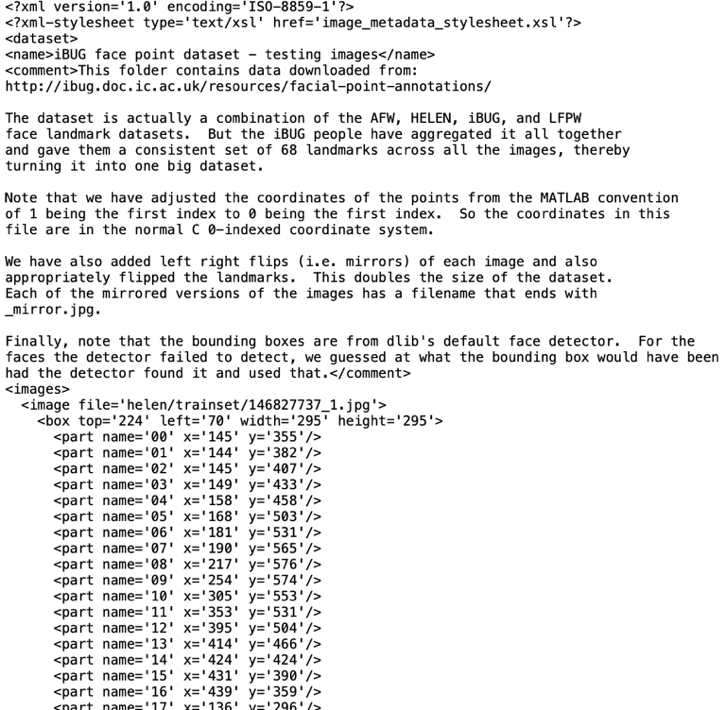 <?xml version='1.0' encoding='ISO-8859-1'?>
<?xml-stylesheet type='text/xsl' href='image_metadata_stylesheet.xsl'?>
<dataset>
<name>iBUG face point dataset - testing images</name>
<comment>This folder contains data downloaded from:
http://ibug.doc.ic.ac.uk/resources/facial-point-annotations/
The dataset is actually a combination of the AFW, HELEN, iBUG, and LFPW
face landmark datasets.  But the iBUG people have aggregated it all together
and gave them a consistent set of 68 landmarks across all the images, thereby
turning it into one big dataset.
Note that we have adjusted the coordinates of the points from the MATLAB convention
of 1 being the first index to 0 being the first index.  So the coordinates in this
file are in the normal C 0-indexed coordinate system.
We have also added left right flips (i.e. mirrors) of each image and also
appropriately flipped the landmarks.  This doubles the size of the dataset.
Each of the mirrored versions of the images has a filename that ends with
_mirror.jpg.
Finally, note that the bounding boxes are from dlib's default face detector.  For the
faces the detector failed to detect, we guessed at what the bounding box would have been
had the detector found it and used that.</comment>
<images>
  <image file='helen/trainset/146827737_1.jpg'>
    <box top='224' left='70' width='295' height='295'>
      <part name='00' x='145' y='355'/>
      <part name='01' x='144' y='382'/>
      <part name='02' x='145' y='407'/>
      <part name='03' x='149' y='433'/>
      <part name='04' x='158' y='458'/>
      <part name='05' x='168' y='503'/>
      <part name='06' x='181' y='531'/>
      <part name='07' x='190' y='565'/>
      <part name='08' x='217' y='576'/>
      <part name='09' x='254' y='574'/>
      <part name='10' x='305' y='553'/>
      <part name='11' x='353' y='531'/>
      <part name='12' x='395' y='504'/>
      <part name='13' x='414' y='466'/>
      <part name='14' x='424' y='424'/>
      <part name='15' x='431' y='390'/>
      <part name='16' x='439' y='359'/>
      <part name='17' x='136' y='296'/>